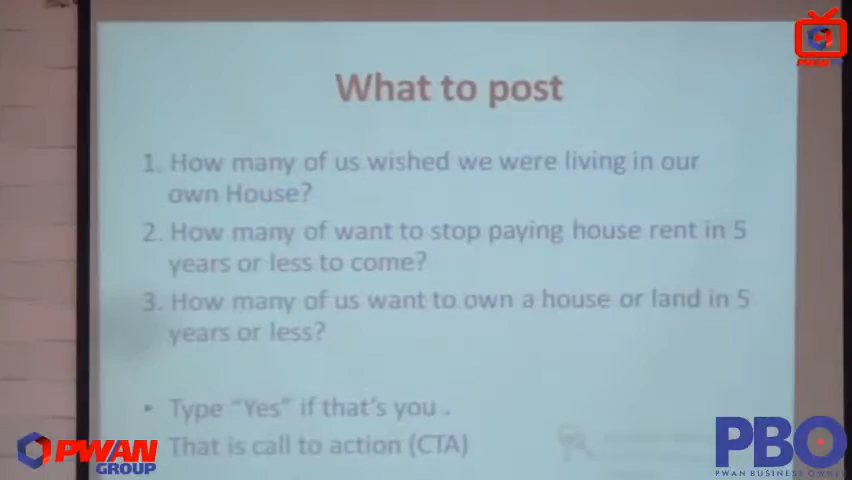 What to post
1. How many of us wished we were living in our
own House?
2. How many of want to stop paying house rent in 5
years or less to come?
3. How many of us want to own a house or land in 5
years or less?
• Type "Yes" if that's you .
That is call to action (CTA)
PWAN
GROUP
PBO
PWAN BUSINESS OWNER